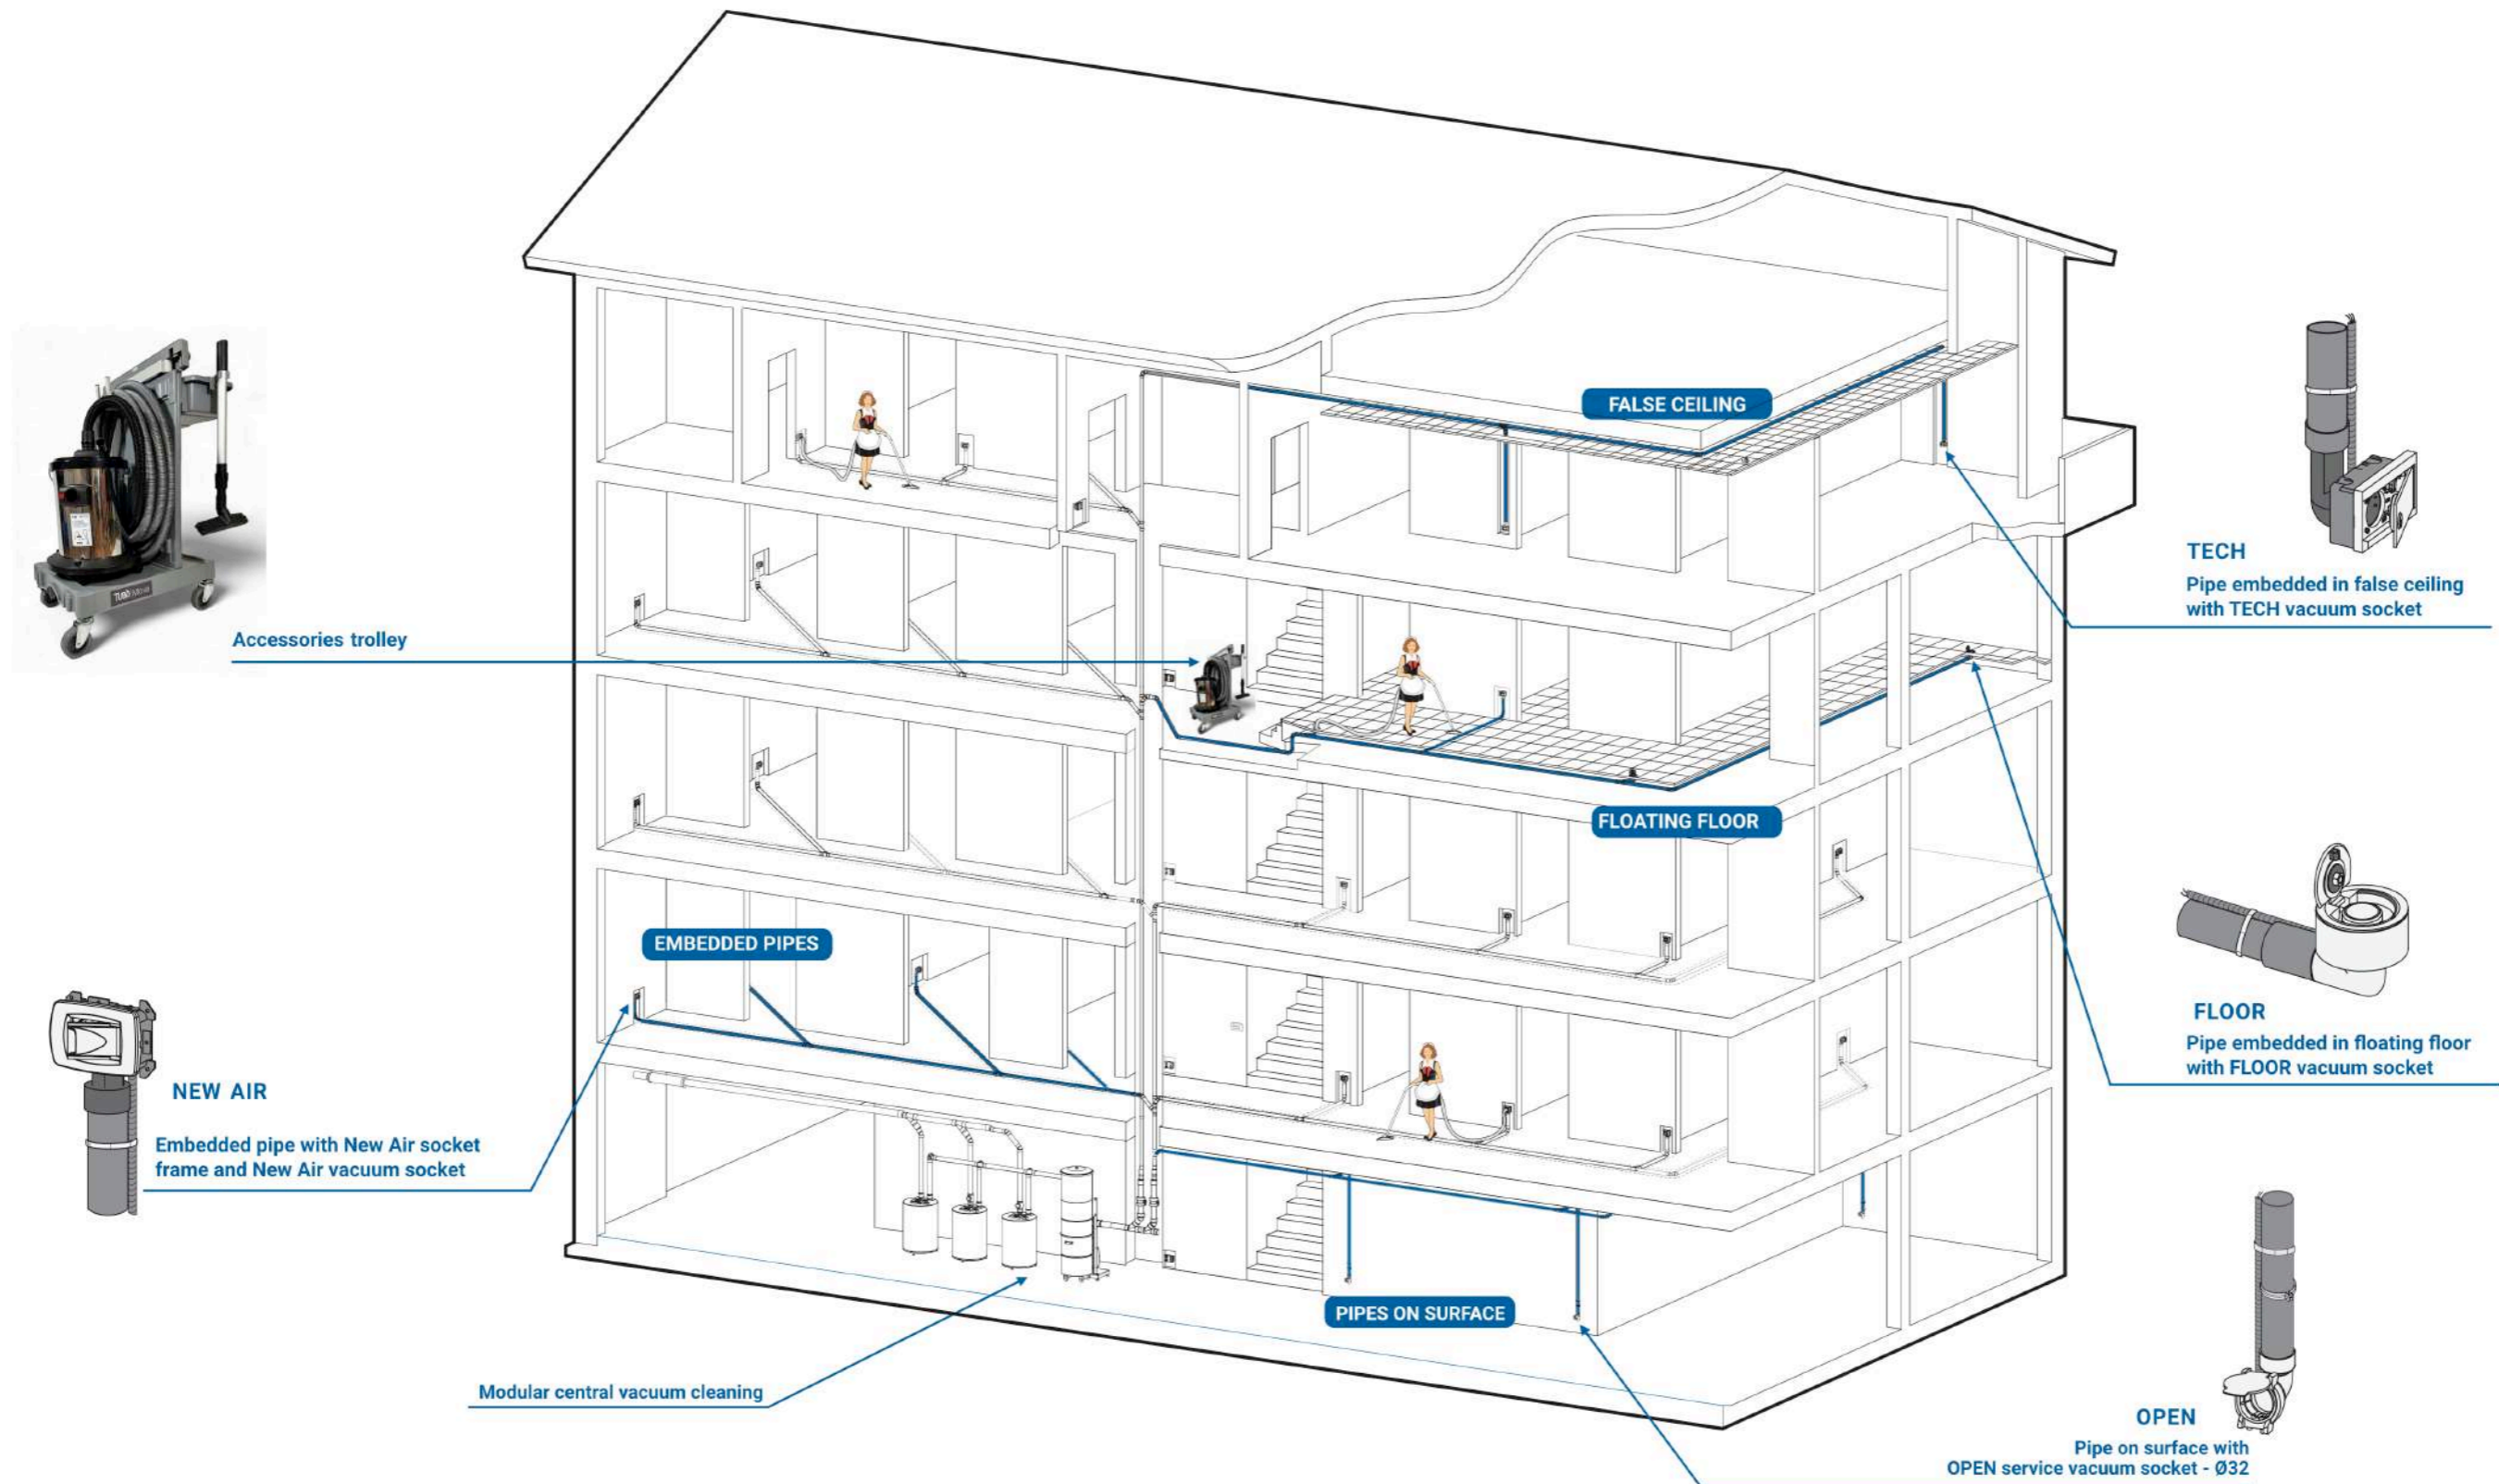 FALSE CEILING
TECH
Pipe embedded in false ceiling
with TECH vacuum socket
Accessories trolley
FLOATING FLOOR
EMBEDDED PIPES
FLOOR
Pipe embedded in floating floor
with FLOOR vacuum socket
NEW AIR
Embedded pipe with New Air socket
frame and New Air vacuum socket
PIPES ON SURFACE
Modular central vacuum cleaning
OPEN
Pipe on surface with
OPEN service vacuum socket - Ø32